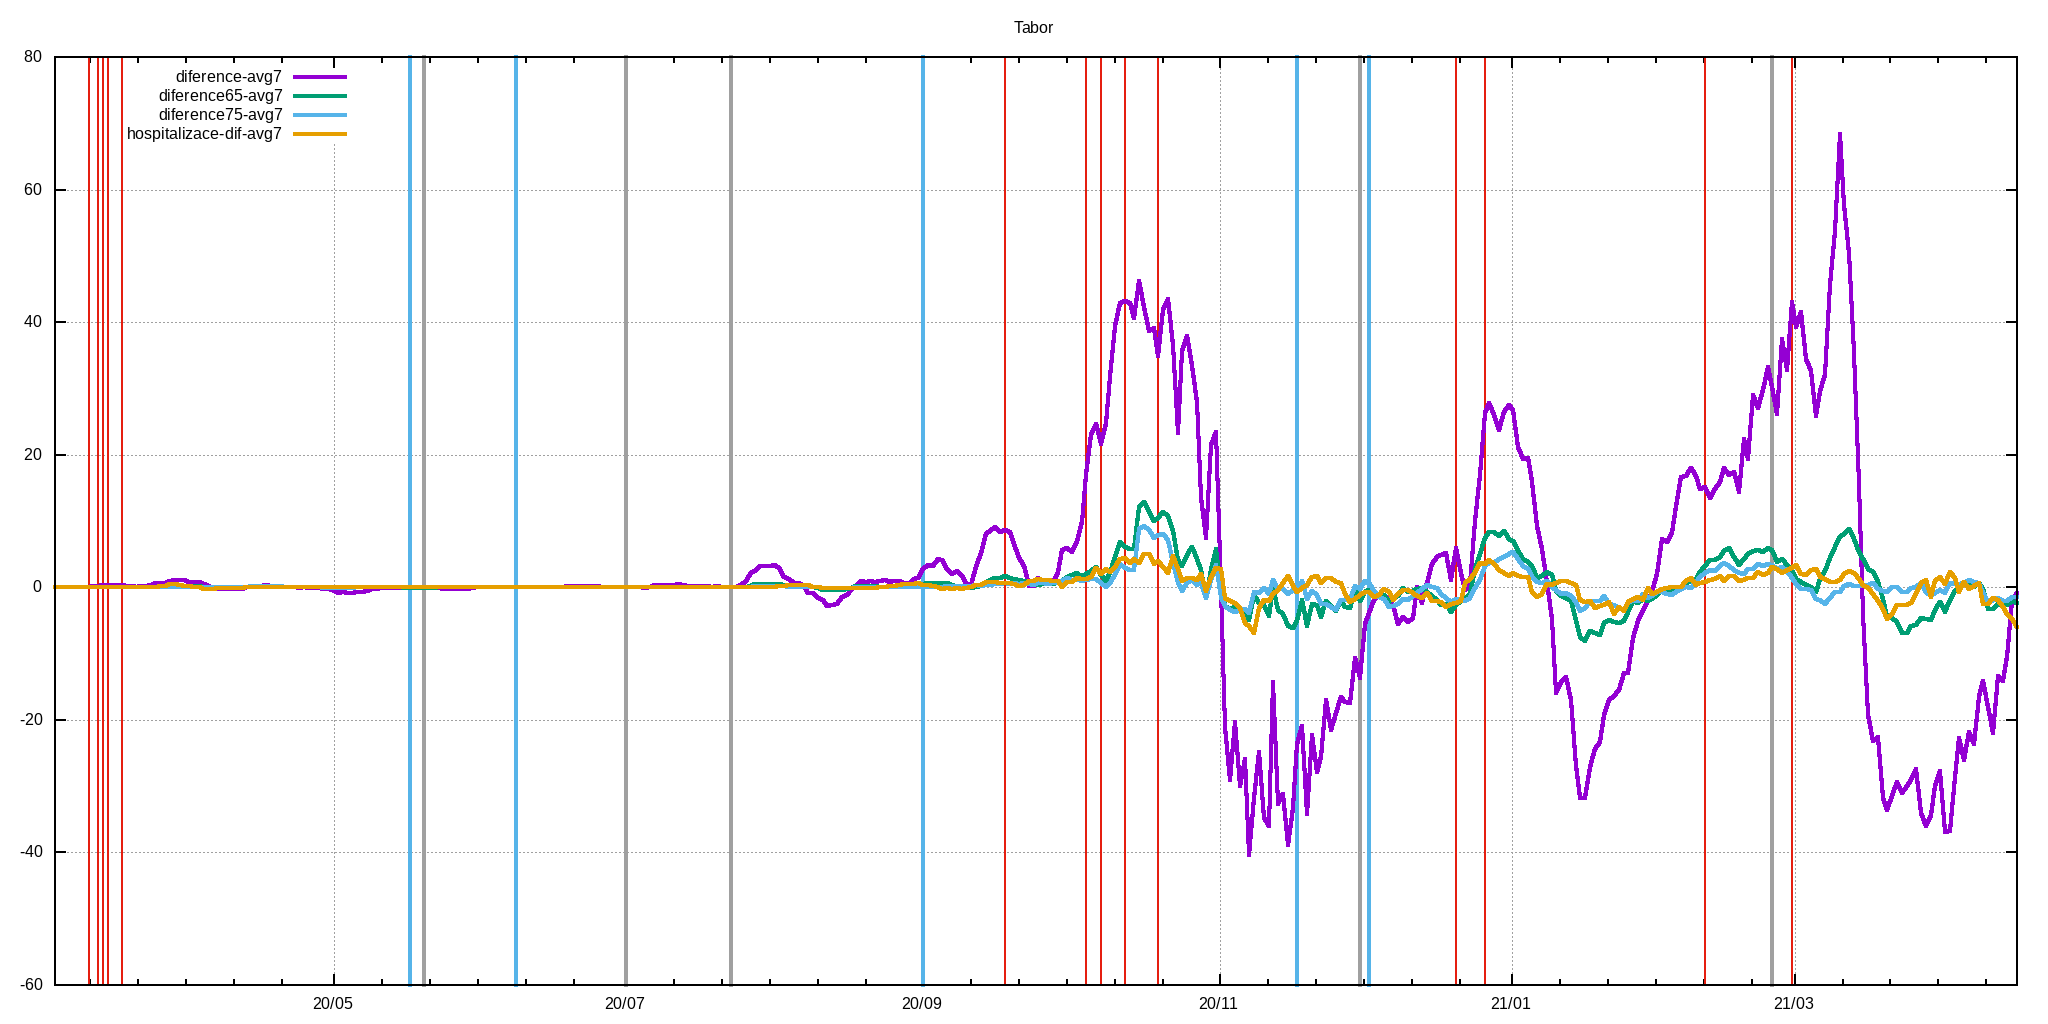 Tabor
diference-avg7
diference65-avg7
diference75-avg7
hospitalizace-dif-avg7
80
60
40
20
0
-20
-40
-60
20/05 20/07 20/09 20/11 21/01 21/03